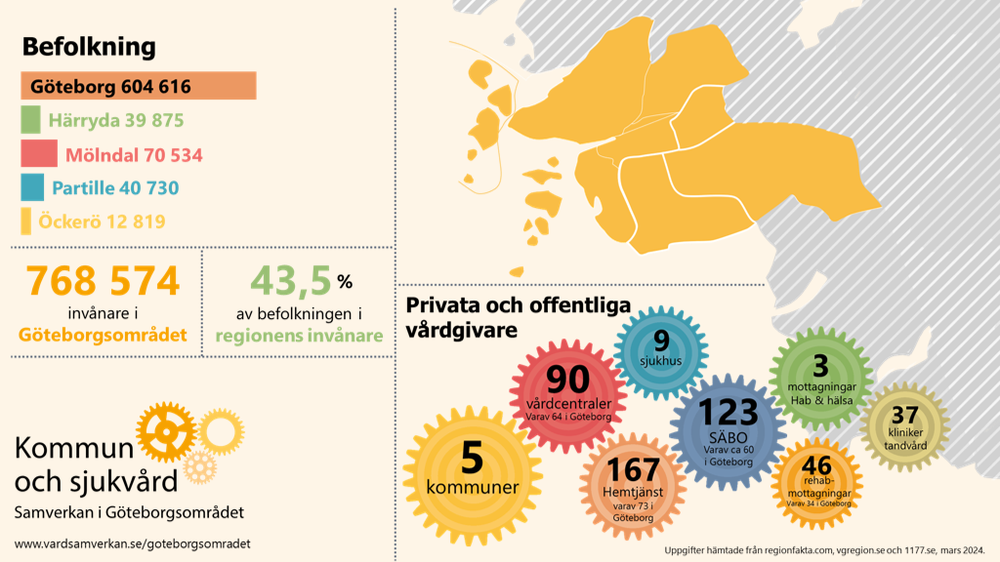 Befolkning
Göteborg 604 616
Härryda 39 875
Mölndal 70 534
Partille 40 730
Öckerö 12 819
768 574
invånare i
Göteborgsområdet
43,5 %
av befolkningen i
regionens invånare
Privata och offentliga
vårdgivare
5
kommuner
90
vårdcentraler
Varav 64 i Göteborg
9
sjukhus
167
Hemtjänst
varav 73 i
Göteborg
123
SÄBO
Varav ca 60
i Göteborg
3
mottagningar
Hab & hälsa
46
rehab-
mottagningar
Varav 34 i Göteborg
37
kliniker
tandvård
Kommun
och sjukvård
Samverkan i Göteborgsområdet
www.vardsamverkan.se/goteborgsomradet
Uppgifter hämtade från regionfakta.com, vgregion.se och 1177.se, mars 2024.